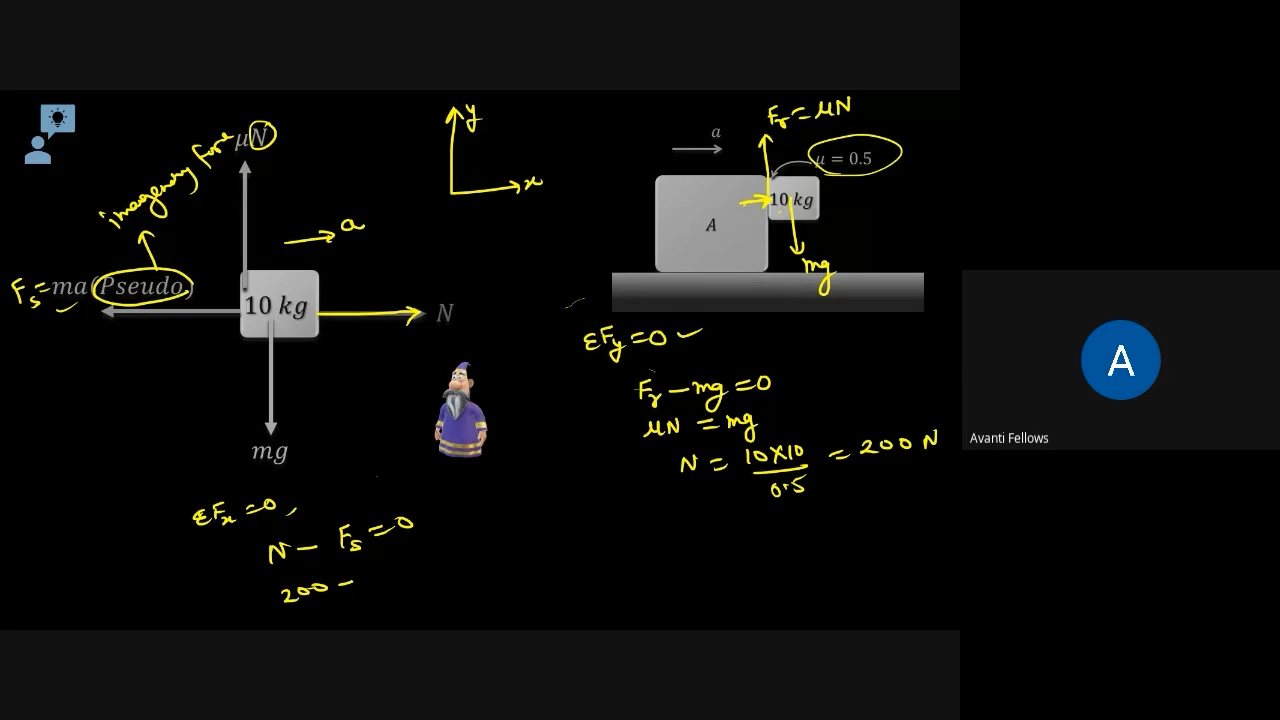 imagenary force
μN
F_s = ma(Pseudo)
a
10 kg
N
mg
ΣF_x = 0,
N - F_s = 0
200 -
y
x
F_r = μN
a
μ = 0.5
A
10 kg
mg
ΣF_y = 0
F_r - mg = 0
μN = mg
N = 10×10/0.5 = 200 N
A
Avanti Fellows